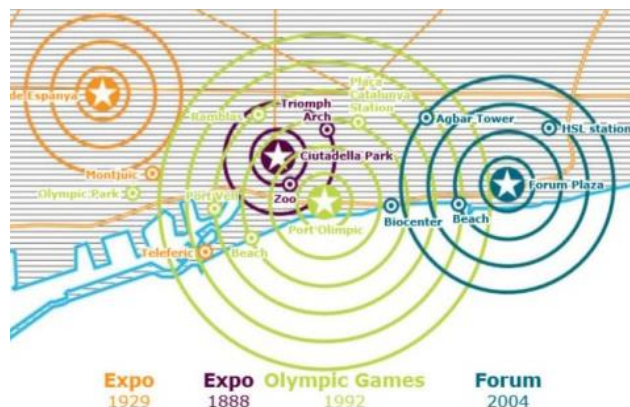 Plaça
Catalunya
Station
Triomph
Arch
de Espanya
Ramblas
Agbar Tower
HSL station
Ciutadella Park
Montjuic
Olympic Park
Zoo
Port Vell
Forum Plaza
Biocenter
Beach
Port Olimpic
Teleferic
Beach
Expo
1929
Expo
1888
Olympic Games
1992
Forum
2004